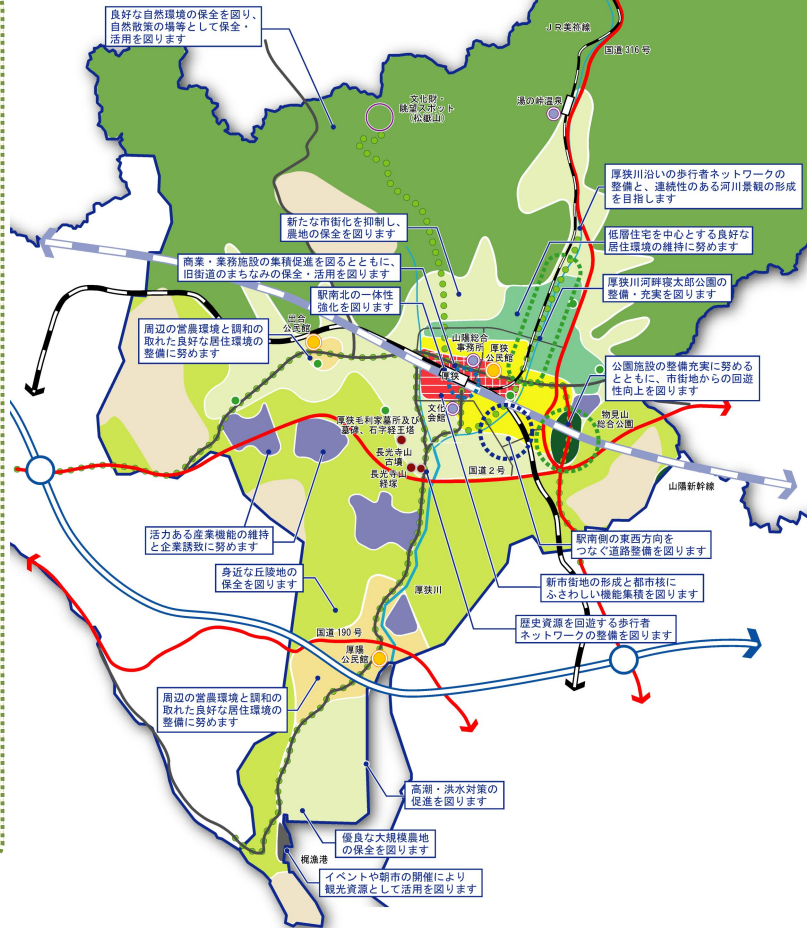 良好な自然環境の保全を図り、
自然散策の場等として保全・
活用を図ります
ＪＲ美祢線
国道316号
文化財・
眺望スポット
（松嶽山）
湯の峠温泉
厚狭川沿いの歩行者ネットワークの
整備と、連続性のある河川景観の形成
を目指します
新たな市街化を抑制し、
農地の保全を図ります
低層住宅を中心とする良好な
居住環境の維持に努めます
商業・業務施設の集積促進を図るとともに、
旧街道のまちなみの保全・活用を図ります
厚狭川河畔寝太郎公園の
整備・充実を図ります
駅南北の一体性
強化を図ります
出合
公民館
周辺の営農環境と調和の
取れた良好な居住環境の
整備に努めます
山陽総合
事務所
厚狭
公民館
厚狭
公園施設の整備充実に努める
とともに、市街地からの回遊
性向上を図ります
文化
会館
物見山
総合公園
厚狭毛利家墓所及び
墓碑、石字経王塔
長光寺山
古墳
長光寺山
経塚
国道２号
山陽新幹線
活力ある産業機能の維持
と企業誘致に努めます
駅南側の東西方向を
つなぐ道路整備を図ります
身近な丘陵地の
保全を図ります
新市街地の形成と都市核に
ふさわしい機能集積を図ります
厚狭川
歴史資源を回遊する歩行者
ネットワークの整備を図ります
国道190号
厚陽
公民館
周辺の営農環境と調和の
取れた良好な居住環境の
整備に努めます
高潮・洪水対策の
促進を図ります
優良な大規模農地
の保全を図ります
梶漁港
イベントや朝市の開催により
観光資源として活用を図ります